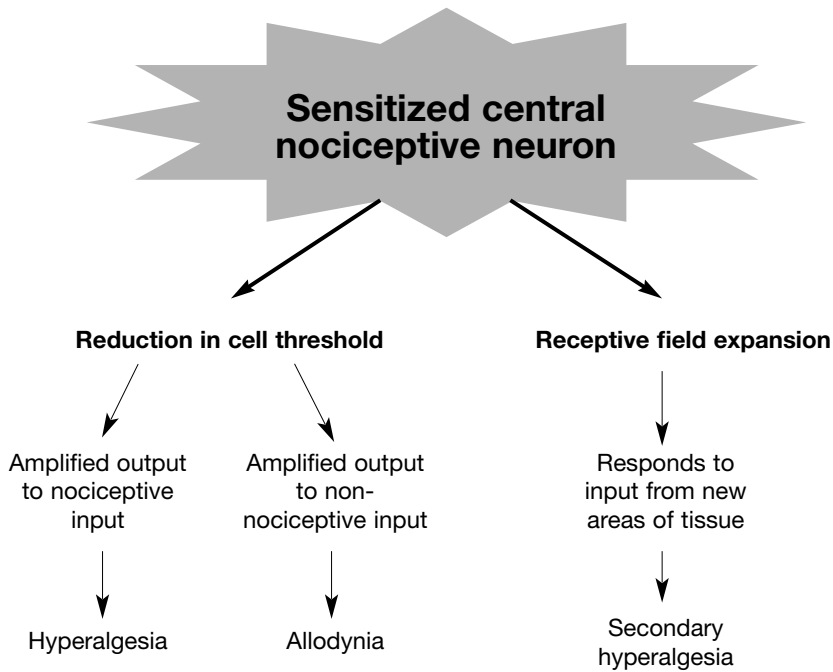 Sensitized central
nociceptive neuron
Reduction in cell threshold
Receptive field expansion
Amplified output
to nociceptive
input
Amplified output
to non-
nociceptive input
Responds to
input from new
areas of tissue
Hyperalgesia
Allodynia
Secondary
hyperalgesia